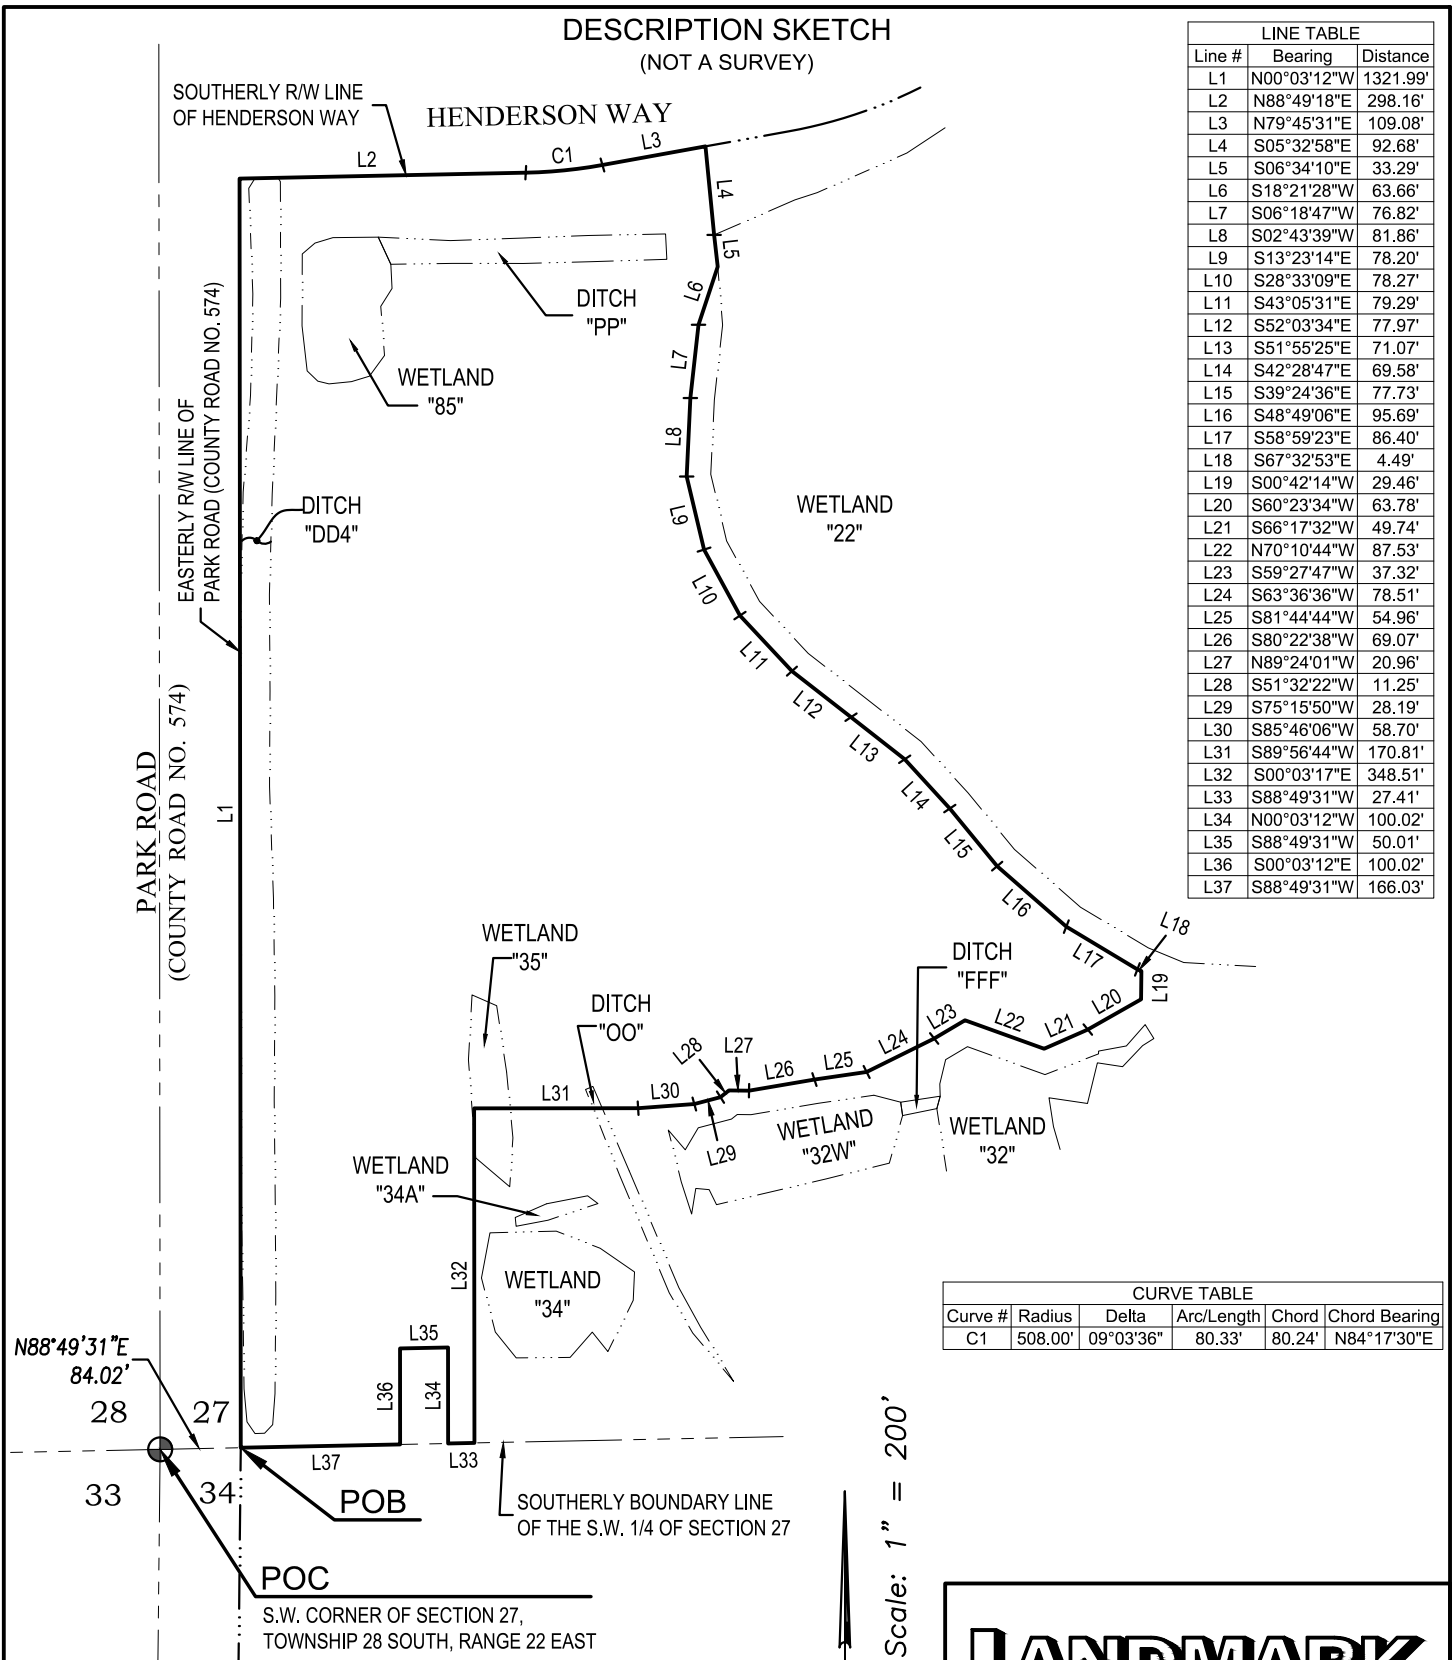 DESCRIPTION SKETCH
(NOT A SURVEY)
LINE TABLE
Line # Bearing Distance
L1 N00°03'12"W 1321.99'
L2 N88°49'18"E 298.16'
L3 N79°45'31"E 109.08'
L4 S05°32'58"E 92.68'
L5 S06°34'10"E 33.29'
L6 S18°21'28"W 63.66'
L7 S06°18'47"W 76.82'
L8 S02°43'39"W 81.86'
L9 S13°23'14"E 78.20'
L10 S28°33'09"E 78.27'
L11 S43°05'31"E 79.29'
L12 S52°03'34"E 77.97'
L13 S51°55'25"E 71.07'
L14 S42°28'47"E 69.58'
L15 S39°24'36"E 77.73'
L16 S48°49'06"E 95.69'
L17 S58°59'23"E 86.40'
L18 S67°32'53"E 4.49'
L19 S00°42'14"W 29.46'
L20 S60°23'34"W 63.78'
L21 S66°17'32"W 49.74'
L22 N70°10'44"W 87.53'
L23 S59°27'47"W 37.32'
L24 S63°36'36"W 78.51'
L25 S81°44'44"W 54.96'
L26 S80°22'38"W 69.07'
L27 N89°24'01"W 20.96'
L28 S51°32'22"W 11.25'
L29 S75°15'50"W 28.19'
L30 S85°46'06"W 58.70'
L31 S89°56'44"W 170.81'
L32 S00°03'17"E 348.51'
L33 S88°49'31"W 27.41'
L34 N00°03'12"W 100.02'
L35 S88°49'31"W 50.01'
L36 S00°03'12"E 100.02'
L37 S88°49'31"W 166.03'
SOUTHERLY R/W LINE
OF HENDERSON WAY
HENDERSON WAY
L2
C1
L3
L4
L5
L6
L7
L8
L9
L10
L11
L12
L13
L14
L15
L16
L17
L18
L19
L20
L21
L22
L23
L24
L25
L26
L27
L28
L29
L30
L31
DITCH
"PP"
WETLAND
"85"
EASTERLY R/W LINE OF
PARK ROAD (COUNTY ROAD NO. 574)
DITCH
"DD4"
WETLAND
"22"
PARK ROAD
(COUNTY ROAD NO. 574)
L1
WETLAND
"35"
DITCH
"OO"
DITCH
"FFF"
WETLAND
"32W"
WETLAND
"32"
WETLAND
"34A"
WETLAND
"34"
L32
L35
L36
L34
L37
L33
N88°49'31"E
84.02'
28
27
33
34
POB
SOUTHERLY BOUNDARY LINE
OF THE S.W. 1/4 OF SECTION 27
POC
S.W. CORNER OF SECTION 27,
TOWNSHIP 28 SOUTH, RANGE 22 EAST
CURVE TABLE
Curve # Radius Delta Arc/Length Chord Chord Bearing
C1 508.00' 09°03'36" 80.33' 80.24' N84°17'30"E
Scale: 1" = 200'
LANDMARK